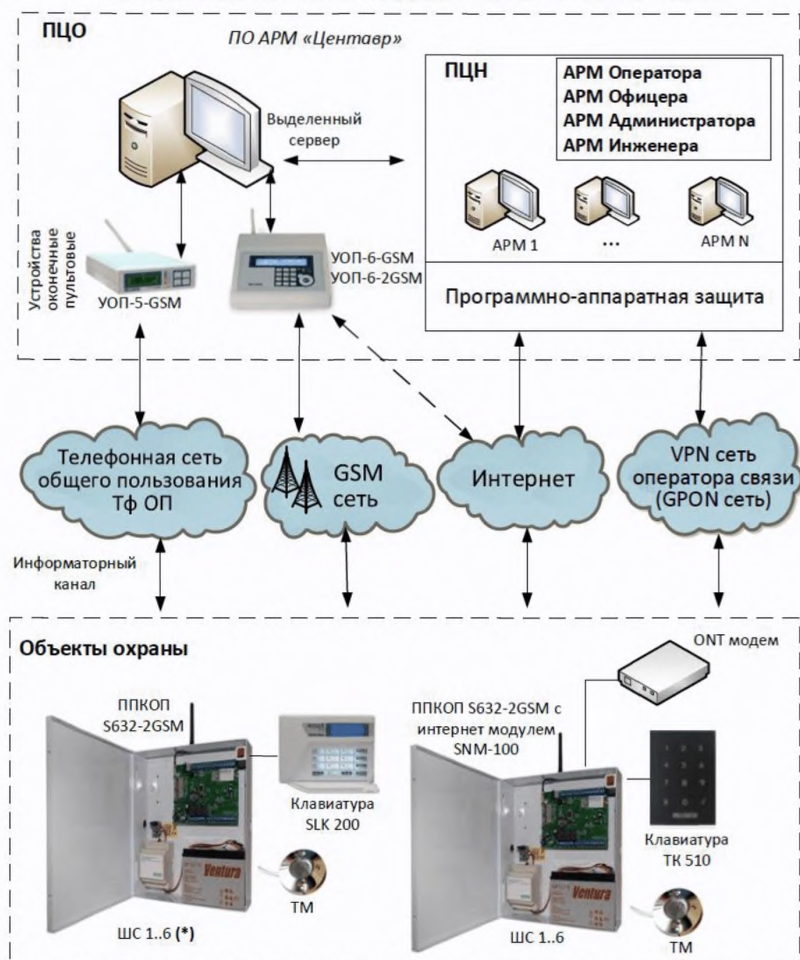 ПЦО
ПО АРМ «Центавр»
Выделенный
сервер
ПЦН
АРМ Оператора
АРМ Офицера
АРМ Администратора
АРМ Инженера
АРМ 1
...
АРМ N
Программно-аппаратная защита
Устройства
оконечные
пультовые
УОП-5-GSM
УОП-6-GSM
УОП-6-2GSM
Телефонная сеть
общего пользования
Тф ОП
GSM
сеть
Интернет
VPN сеть
оператора связи
(GPON сеть)
Информаторный
канал
Объекты охраны
ONT модем
ППКОП
S632-2GSM
Клавиатура
SLK 200
Ventura
ТМ
ШС 1..6 (*)
ППКОП S632-2GSM с
интернет модулем
SNM-100
Клавиатура
ТК 510
Ventura
ТМ
ШС 1..6